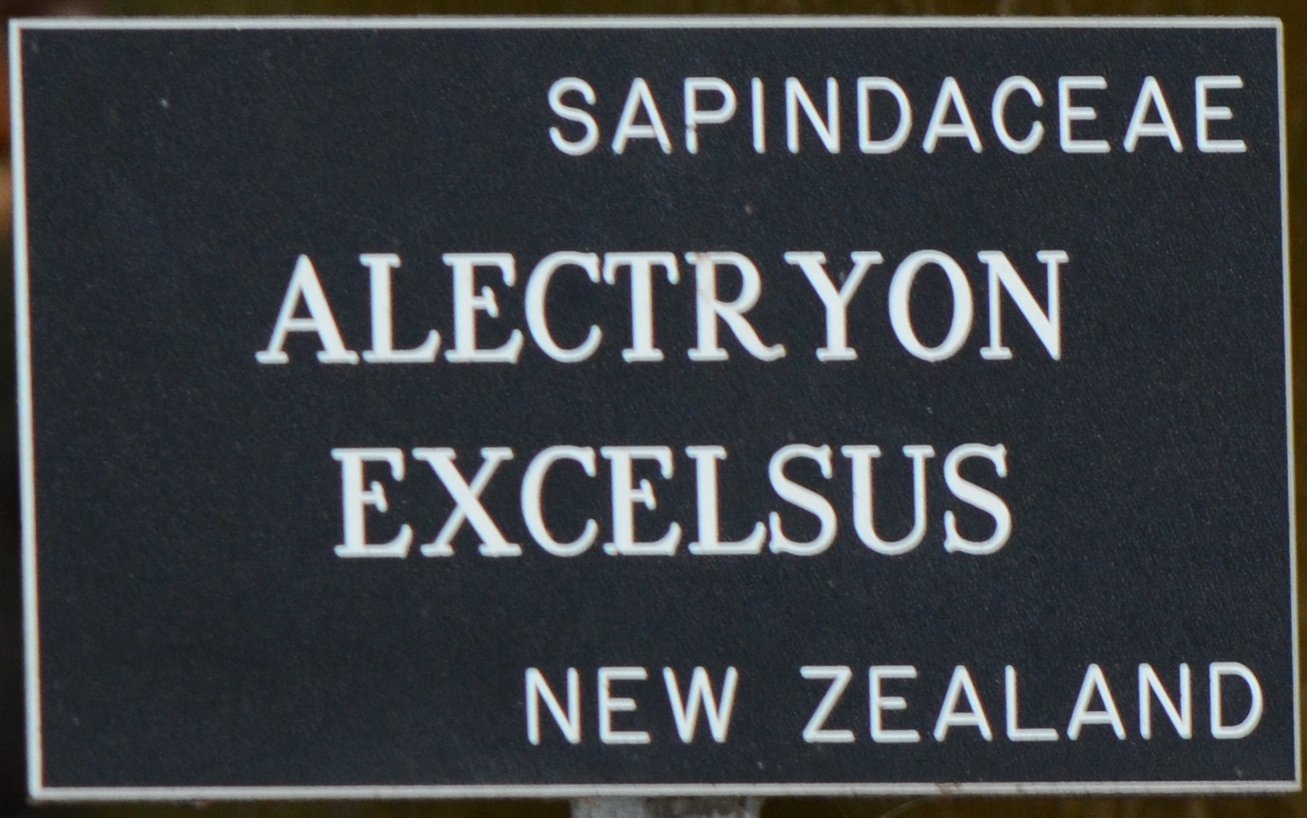 SAPINDACEAE
ALECTRYON
EXCELSUS
NEW ZEALAND